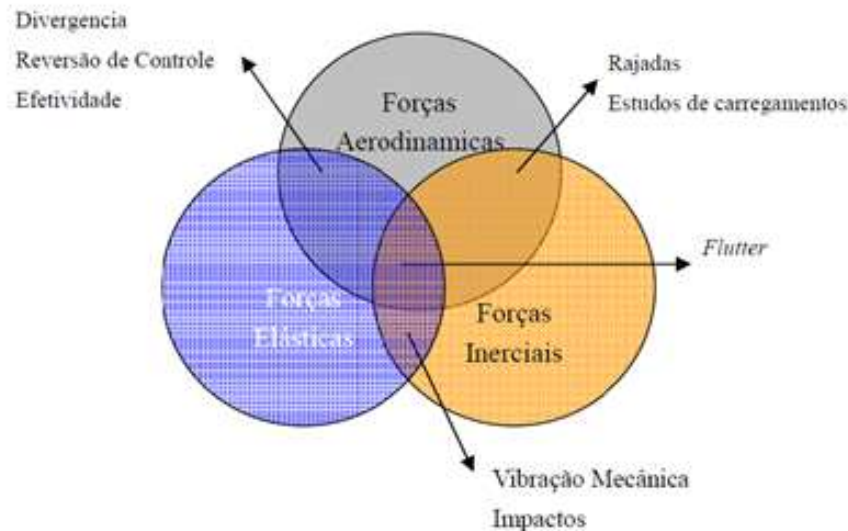 Divergencia
Reversão de Controle
Efetividade
Forças
Aerodinamicas
Rajadas
Estudos de carregamentos
Flutter
Forças
Elásticas
Forças
Inerciais
Vibração Mecânica
Impactos